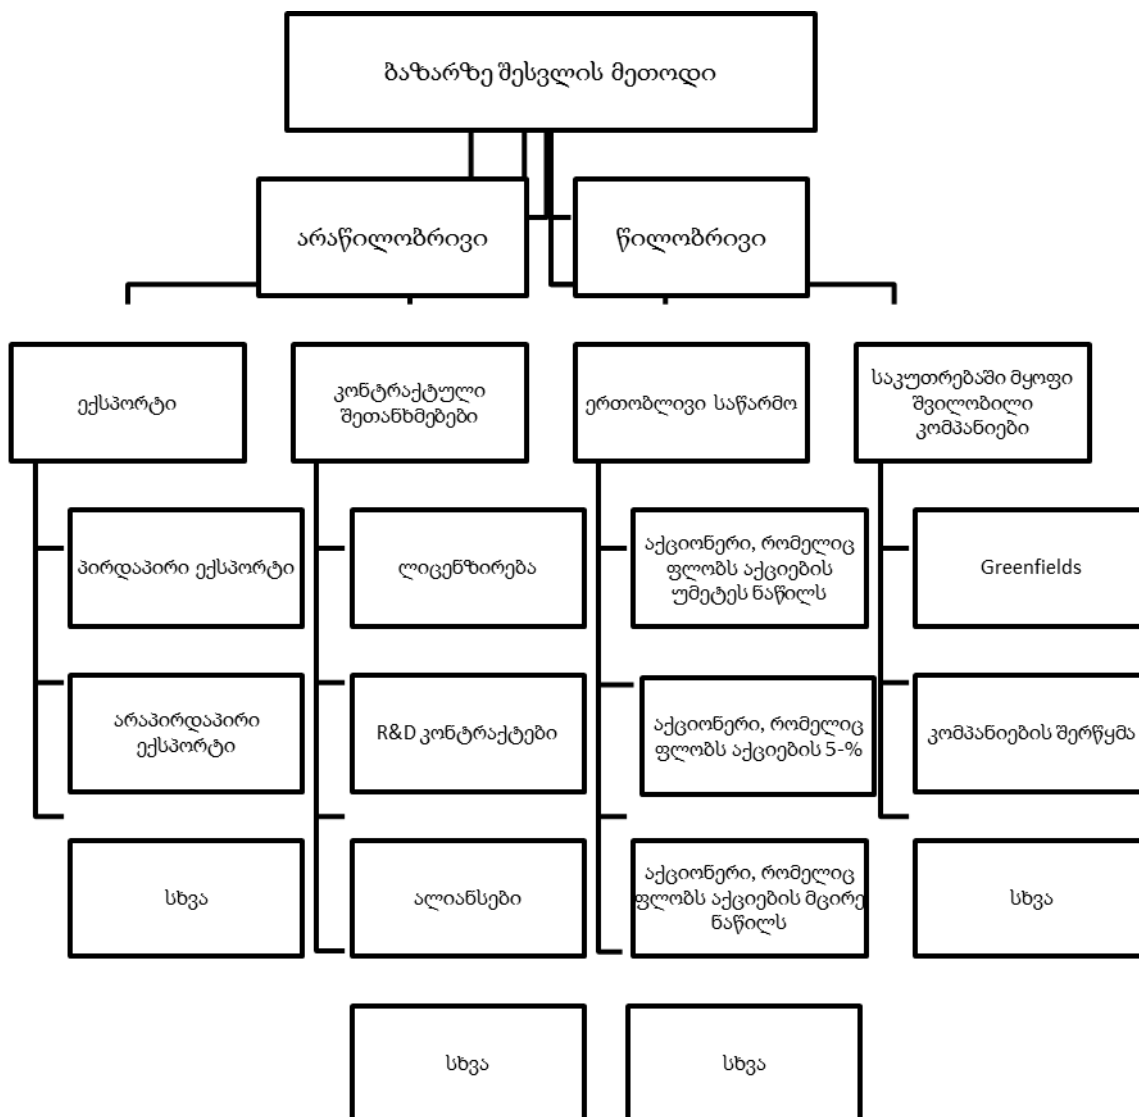 ბაზარზე შესვლის მეთოდი
არაწილობრივი
წილობრივი
ექსპორტი
კონტრაქტული
შეთანხმებები
ერთობლივი საწარმო
საკუთრებაში მყოფი
შვილობილი
კომპანიები
პირდაპირი ექსპორტი
ლიცენზირება
აქციონერი, რომელიც
ფლობს აქციების
უმეტეს ნაწილს
Greenfields
არაპირდაპირი
ექსპორტი
R&D კონტრაქტები
აქციონერი, რომელიც
ფლობს აქციების 5-%
კომპანიების შერწყმა
სხვა
ალიანსები
აქციონერი, რომელიც
ფლობს აქციების მცირე
ნაწილს
სხვა
სხვა
სხვა